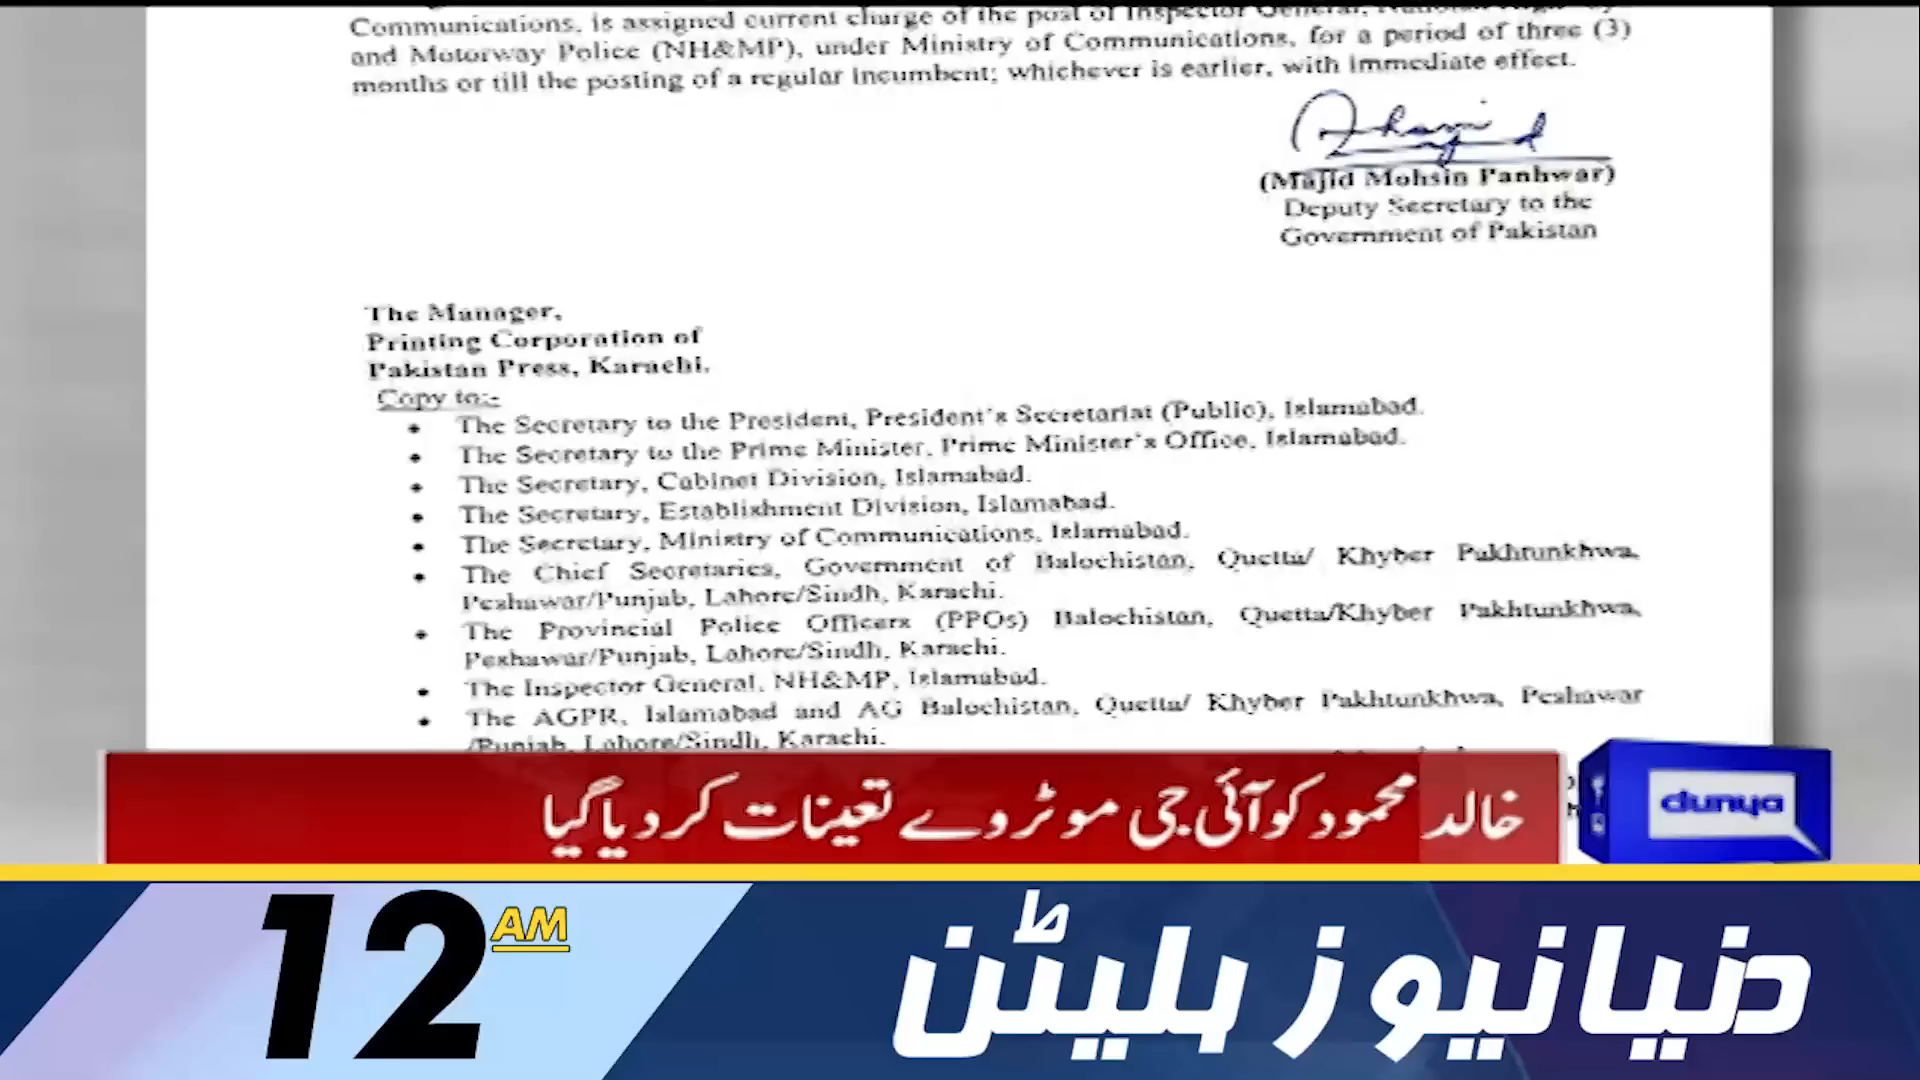 Communications, is assigned current charge of the post of Inspector General,
and Motorway Police (NH&MP), under Ministry of Communications, for a period of three (3)
months or till the posting of a regular incumbent; whichever is earlier, with immediate effect.
(Majid Mohsin Panhwar)
Deputy Secretary to the
Government of Pakistan
The Manager,
Printing Corporation of
Pakistan Press, Karachi.
Copy to:-
• The Secretary to the President, President's Secretariat (Public), Islamabad.
• The Secretary to the Prime Minister, Prime Minister's Office, Islamabad.
• The Secretary, Cabinet Division, Islamabad.
• The Secretary, Establishment Division, Islamabad.
• The Secretary, Ministry of Communications, Islamabad.
• The Chief Secretaries, Government of Balochistan, Quetta/ Khyber Pakhtunkhwa,
Peshawar/Punjab, Lahore/Sindh, Karachi.
• The Provincial Police Officers (PPOs) Balochistan, Quetta/Khyber Pakhtunkhwa,
Peshawar/Punjab, Lahore/Sindh, Karachi.
• The Inspector General, NH&MP, Islamabad.
• The AGPR, Islamabad and AG Balochistan, Quetta/ Khyber Pakhtunkhwa, Peshawar
/Punjab, Lahore/Sindh, Karachi.
خالد محمود کو آئی جی موٹروے تعینات کر دیا گیا
dunya
12 AM
دنیا نیوز بلیٹن